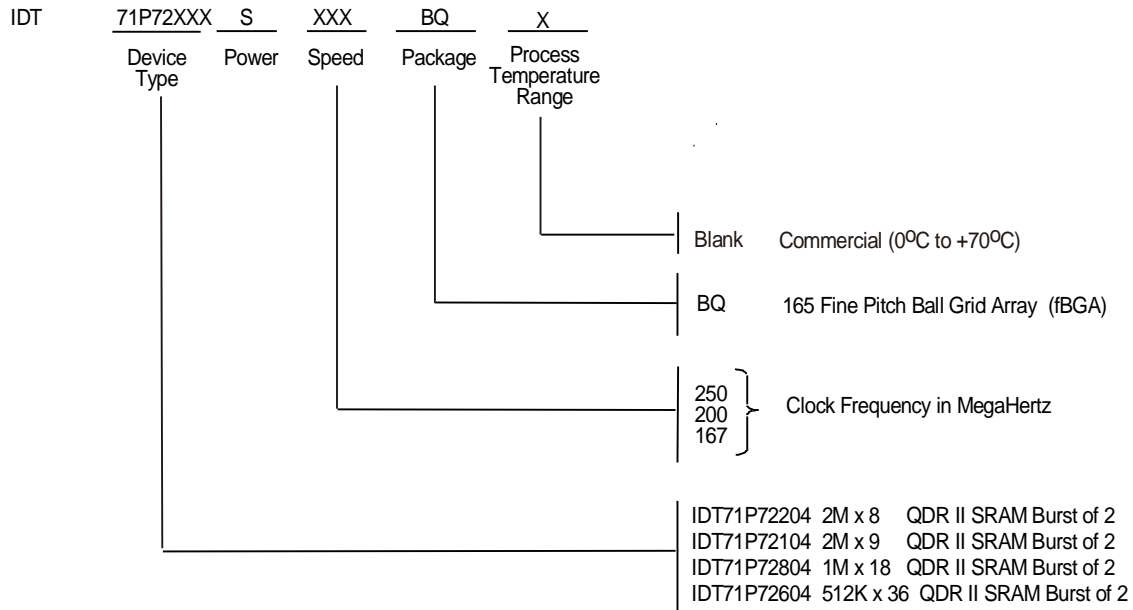 IDT 71P72XXX S XXX BQ X
Device Type Power Speed Package Process Temperature Range
Blank Commercial (0OC to +70OC)
BQ 165 Fine Pitch Ball Grid Array (fBGA)
250
200 Clock Frequency in MegaHertz
167
IDT71P72204 2M x 8 QDR II SRAM Burst of 2
IDT71P72104 2M x 9 QDR II SRAM Burst of 2
IDT71P72804 1M x 18 QDR II SRAM Burst of 2
IDT71P72604 512K x 36 QDR II SRAM Burst of 2